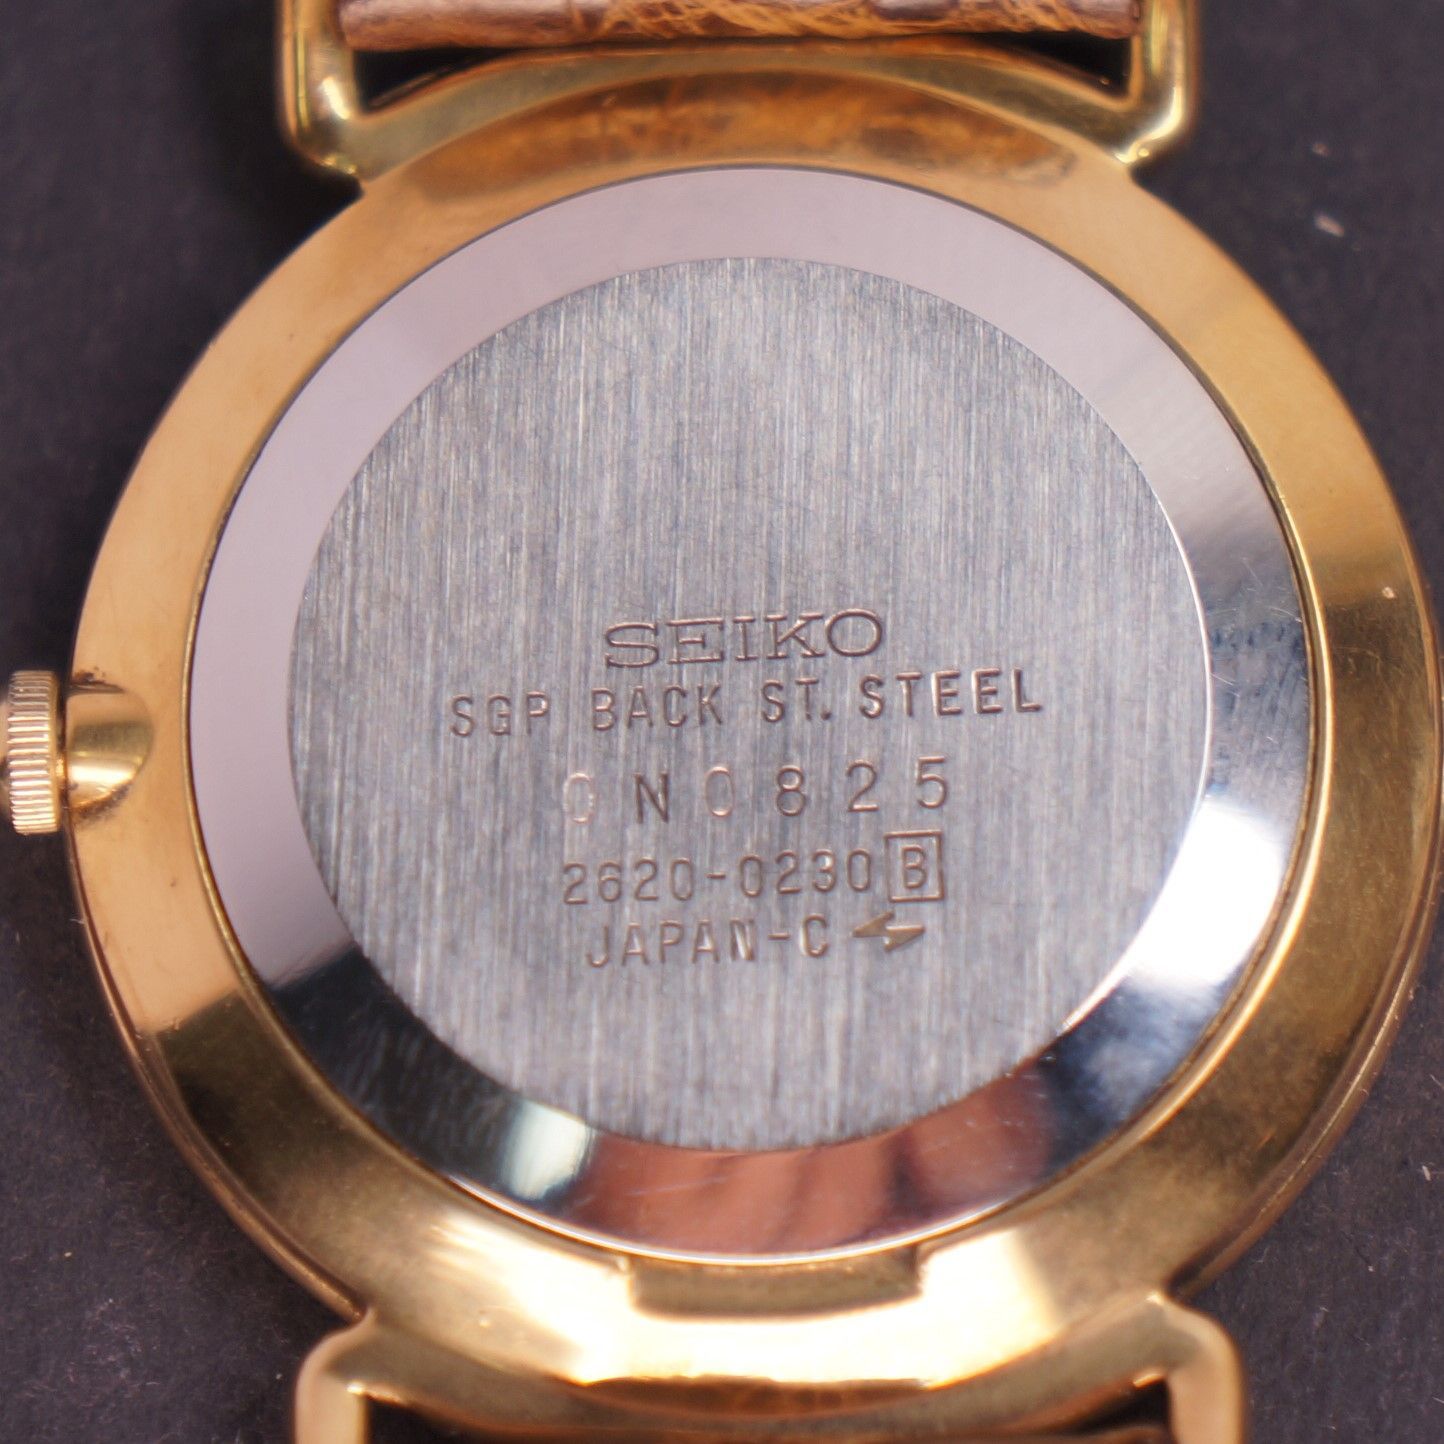 SEIKO
SGP BACK ST. STEEL
0N0825
2620-0230 B
JAPAN-C